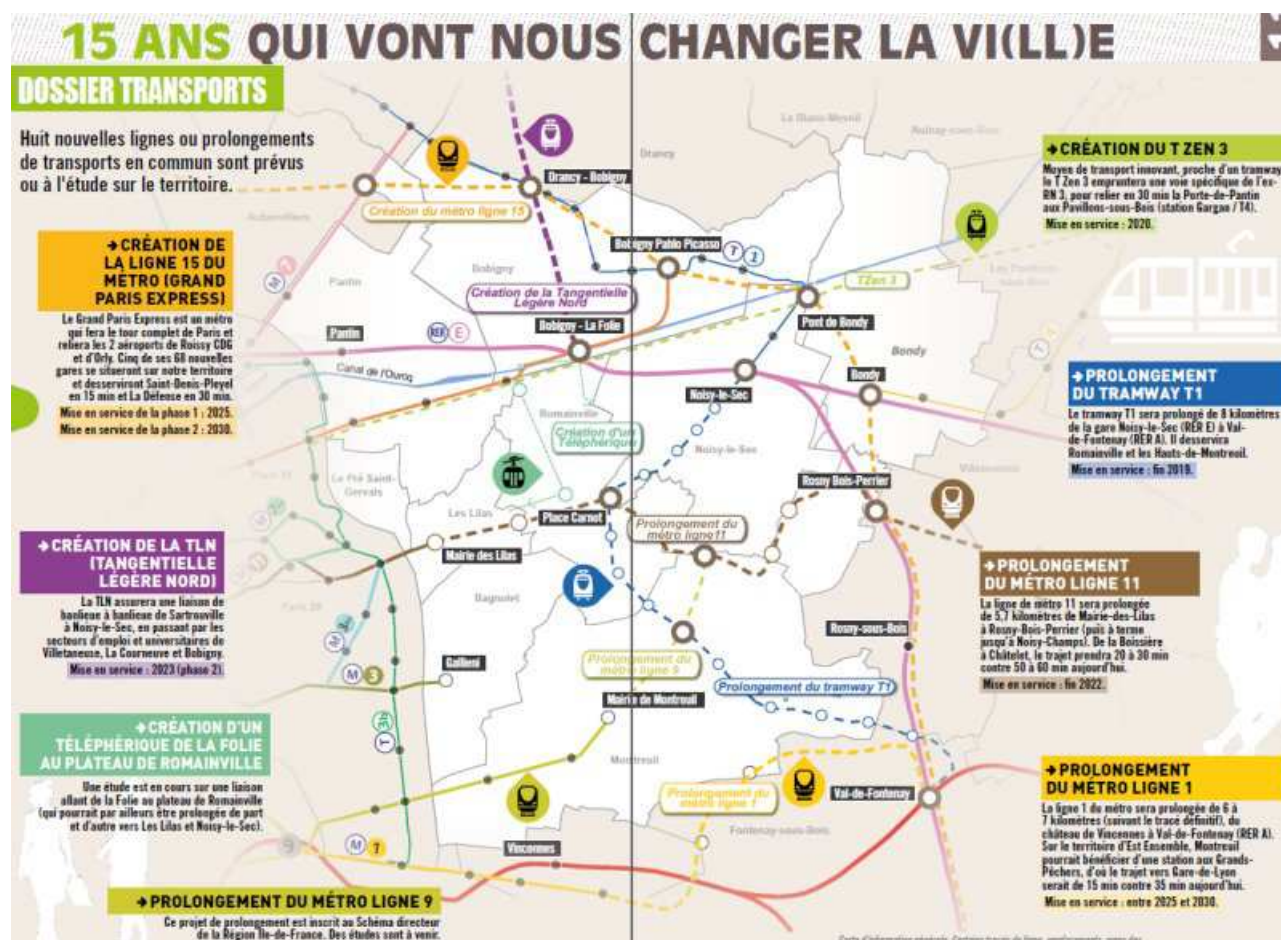 15 ANS QUI VONT NOUS CHANGER LA VI(LL)E
DOSSIER TRANSPORTS
Huit nouvelles lignes ou prolongements
de transports en commun sont prévus
ou à l'étude sur le territoire.
→ CRÉATION DE
LA LIGNE 15 DU
MÉTRO (GRAND
PARIS EXPRESS)
Le Grand Paris Express est un métro
qui fera le tour complet de Paris et
reliera les 2 aéroports de Roissy CDG
et d'Orly. Cinq de ses 68 nouvelles
gares se situeront sur notre territoire
et desserviront Saint-Denis-Pleyel
en 15 min et La Défense en 30 min.
Mise en service de la phase 1 : 2025.
Mise en service de la phase 2 : 2030.
→ CRÉATION DE LA TLN
(TANGENTIELLE
LÉGÈRE NORD)
La TLN assurera une liaison de
banlieue à banlieue de Sartrouville
à Noisy-le-Sec, en passant par les
secteurs d'emploi et universitaires de
Villetaneuse, La Courneuve et Bobigny.
Mise en service : 2023 (phase 2).
→ CRÉATION D'UN
TÉLÉPHÉRIQUE DE LA FOLIE
AU PLATEAU DE ROMAINVILLE
Une étude est en cours sur une liaison
allant de la Folie au plateau de Romainville
(qui pourrait par ailleurs être prolongée de part
et d'autre vers Les Lilas et Noisy-le-Sec).
→ PROLONGEMENT DU MÉTRO LIGNE 9
Ce projet de prolongement est inscrit au Schéma directeur
de la Région Ile-de-France. Des études sont à venir.
Le Blanc-Mesnil
Aulnay-sous-Bois
Drancy
Drancy - Bobigny
Aubervilliers
Création du métro ligne 15
Bobigny Pablo Picasso
T 1
M 7
Pantin
Bobigny
Création de la Tangentielle
Légère Nord
TZen 3
Bobigny - La Folie
Pont de Bondy
Pantin
RER E
Canal de l'Ourcq
Bondy
T 4
Bondy
Noisy-le-Sec
Romainville
Création d'un
Téléphérique
Noisy-le-Sec
Le Pré Saint-
Gervais
Villemomble
Rosny Bois-Perrier
Les Lilas
Place Carnot
Prolongement du
métro ligne11
Mairie des Lilas
Paris 20
Bagnolet
Rosny-sous-Bois
M 3
Gallieni
Prolongement du
métro ligne 9
Prolongement du tramway T1
Mairie de Montreuil
T 3b
Montreuil
Prolongement du
métro ligne 1
Val-de-Fontenay
Fontenay-sous-Bois
9
M 1
Vincennes
→ CRÉATION DU T ZEN 3
Moyen de transport innovant, proche d'un tramway,
le T Zen 3 empruntera une voie spécifique de l'ex-
RN 3, pour relier en 30 min la Porte-de-Pantin
aux Pavillons-sous-Bois (station Gargan / T4).
Mise en service : 2020.
→ PROLONGEMENT
DU TRAMWAY T1
Le tramway T1 sera prolongé de 8 kilomètres
de la gare Noisy-le-Sec (RER E) à Val-
de-Fontenay (RER A). Il desservira
Romainville et les Hauts-de-Montreuil.
Mise en service : fin 2019.
→ PROLONGEMENT
DU MÉTRO LIGNE 11
La ligne de métro 11 sera prolongée
de 5,7 kilomètres de Mairie-des-Lilas
à Rosny-Bois-Perrier (puis à terme
jusqu'à Noisy-Champs). De la Boissière
à Châtelet, le trajet prendra 20 à 30 min
contre 50 à 60 min aujourd'hui.
Mise en service : fin 2022.
→ PROLONGEMENT
DU MÉTRO LIGNE 1
La ligne 1 du métro sera prolongée de 6 à
7 kilomètres (suivant le tracé définitif), du
château de Vincennes à Val-de-Fontenay (RER A).
Sur le territoire d'Est Ensemble, Montreuil
pourrait bénéficier d'une station aux Grands-
Pêchers, d'où le trajet vers Gare-de-Lyon
serait de 15 min contre 35 min aujourd'hui.
Mise en service : entre 2025 et 2030.